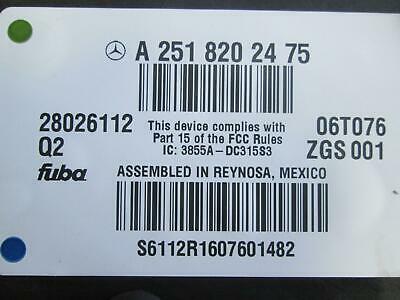 A 251 820 24 75
28026112
Q2
This device complies with
Part 15 of the FCC Rules
IC: 3855A-DC315S3
06T076
ZGS 001
fuba
ASSEMBLED IN REYNOSA, MEXICO
S6112R1607601482